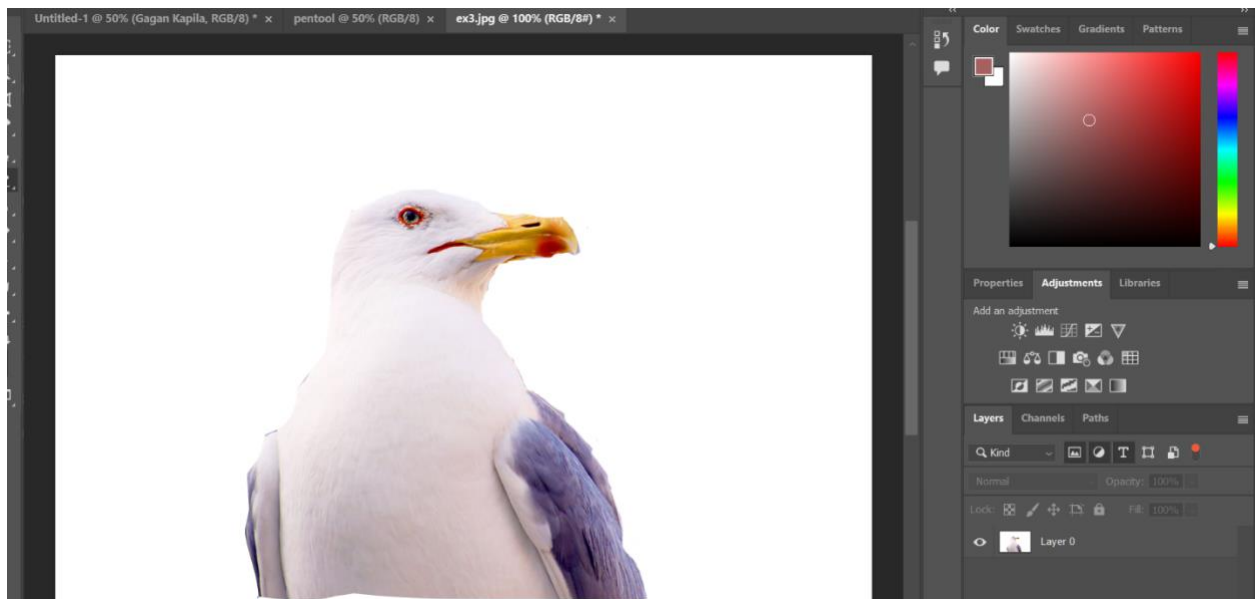 Untitled-1 @ 50% (Gagan Kapila, RGB/8) * ×
pentool @ 50% (RGB/8) ×
ex3.jpg @ 100% (RGB/8#) * ×
Color Swatches Gradients Patterns
Properties Adjustments Libraries
Add an adjustment
Layers Channels Paths
Kind
Normal Opacity: 100%
Lock: Fill: 100%
Layer 0